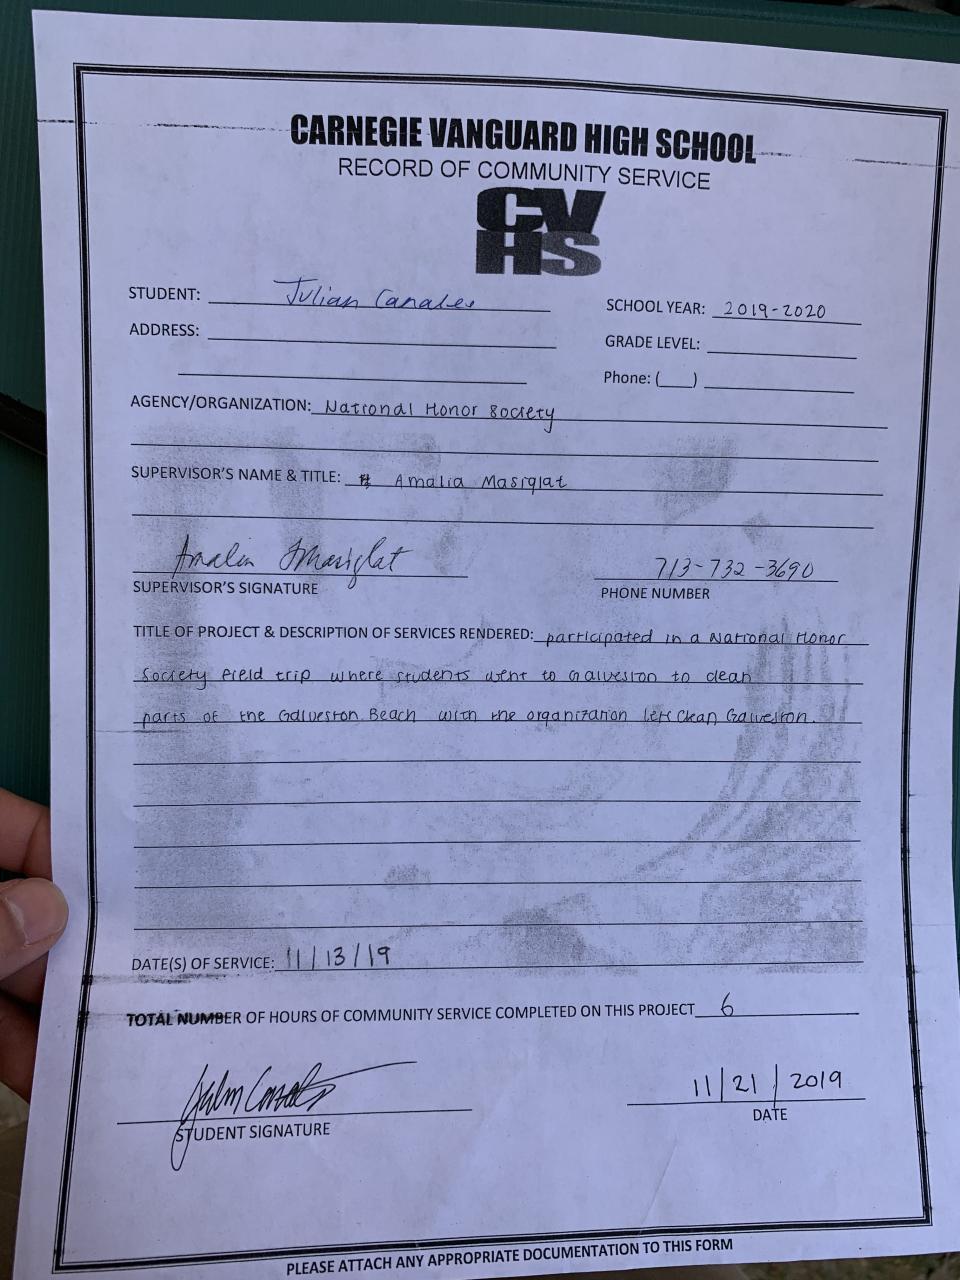 CARNEGIE VANGUARD HIGH SCHOOL
RECORD OF COMMUNITY SERVICE
CV
HS
STUDENT: Julian Canales
SCHOOL YEAR: 2019-2020
ADDRESS:
GRADE LEVEL:
Phone: (___)
AGENCY/ORGANIZATION: National Honor Society
SUPERVISOR'S NAME & TITLE: Amalia Masiglat
Amalia Masiglat
713-732-3690
SUPERVISOR'S SIGNATURE
PHONE NUMBER
TITLE OF PROJECT & DESCRIPTION OF SERVICES RENDERED: participated in a National Honor
Society field trip where students went to Galveston to clean
parts of the Galveston Beach with the organization Lets Clean Galveston.
DATE(S) OF SERVICE: 11/13/19
TOTAL NUMBER OF HOURS OF COMMUNITY SERVICE COMPLETED ON THIS PROJECT 6
11/21/2019
STUDENT SIGNATURE
DATE
PLEASE ATTACH ANY APPROPRIATE DOCUMENTATION TO THIS FORM